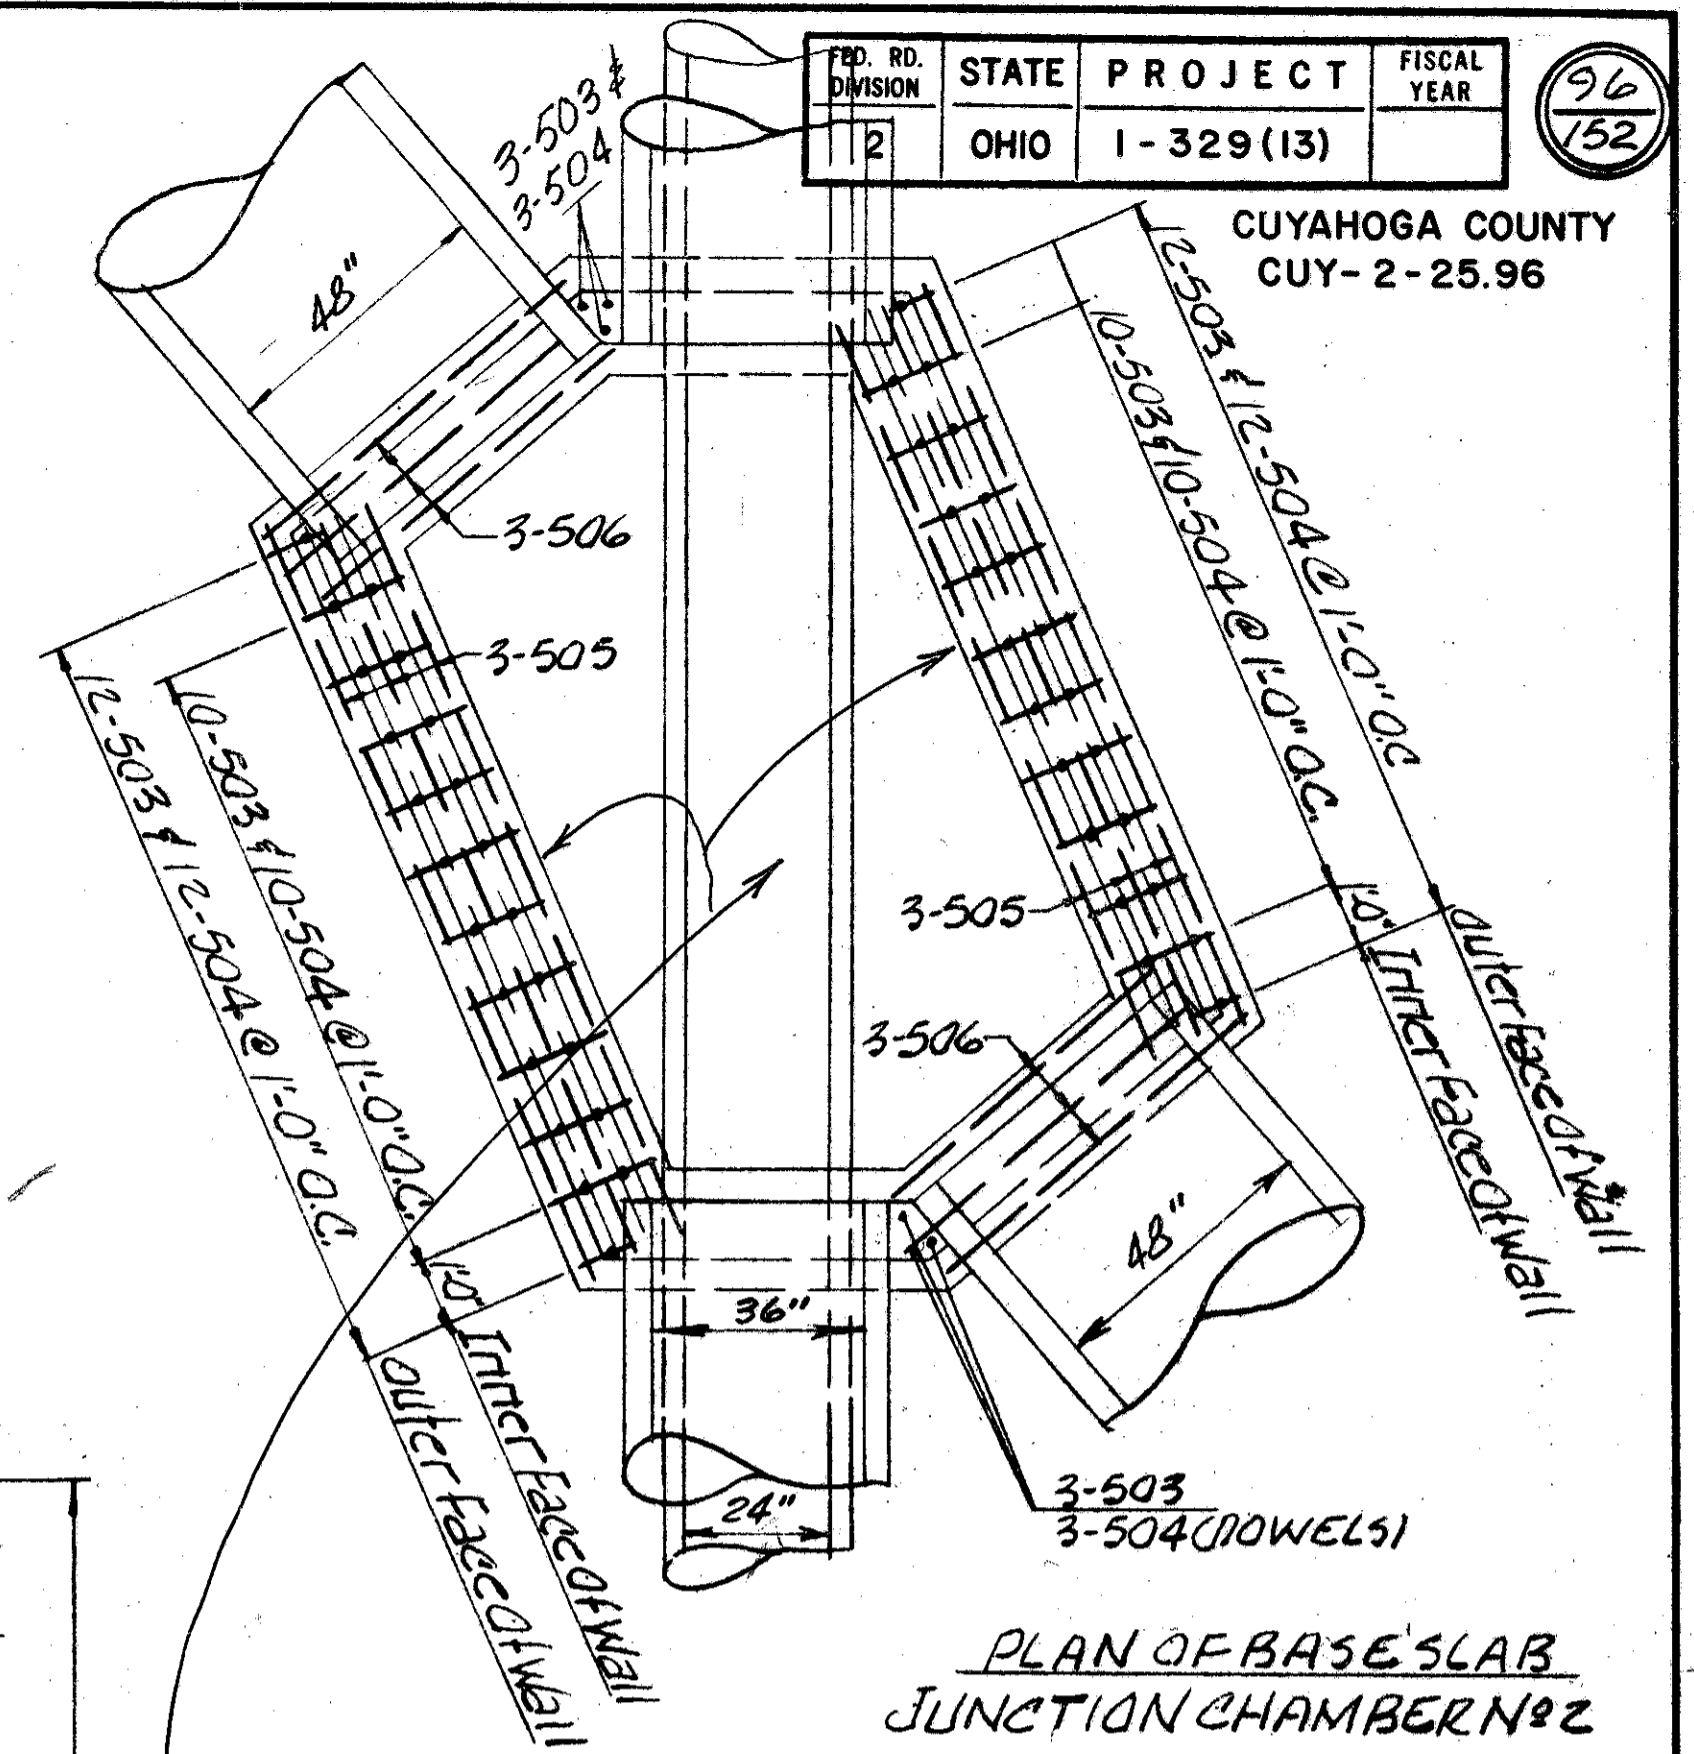 FED. RD. DIVISION
STATE
PROJECT
FISCAL YEAR
2
OHIO
I-329(13)
96
152
CUYAHOGA COUNTY
CUY-2-25.96
3-503 &
3-504
48"
12-503 & 12-504 @ 1'-0" O.C
10-503 & 10-504 @ 1'-0" O.C.
3-506
3-505
12-503 & 12-504 @ 1'-0" O.C.
10-503 & 10-504 @ 1'-0" O.C.
3-505
1'-0"
Outer Face of Wall
Inner Face of Wall
3-506
48"
1'-0"
36"
Inner Face of Wall
Outer Face of Wall
24"
3-503
3-504 (DOWELS)
PLAN OF BASE SLAB
JUNCTION CHAMBER Nº 2